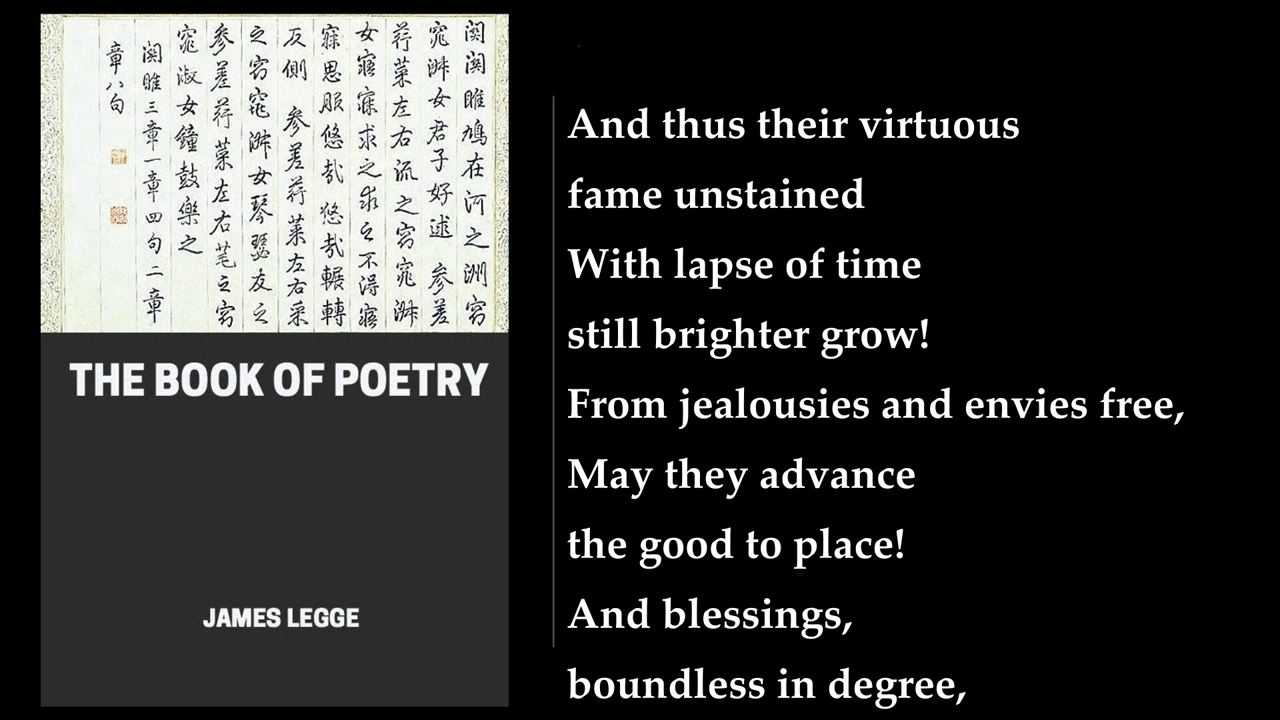 關關雎鳩在河之洲窈
窕淑女君子好逑 參差
荇菜左右流之窈窕淑
女寤寐求之求之不得寤
寐思服悠哉悠哉輾轉
反側 參差荇菜左右采
之窈窕淑女琴瑟友之
參差荇菜左右芼之窈
窕淑女鐘鼓樂之
關雎三章一章四句二章
章八句
THE BOOK OF POETRY
JAMES LEGGE
And thus their virtuous
fame unstained
With lapse of time
still brighter grow!
From jealousies and envies free,
May they advance
the good to place!
And blessings,
boundless in degree,